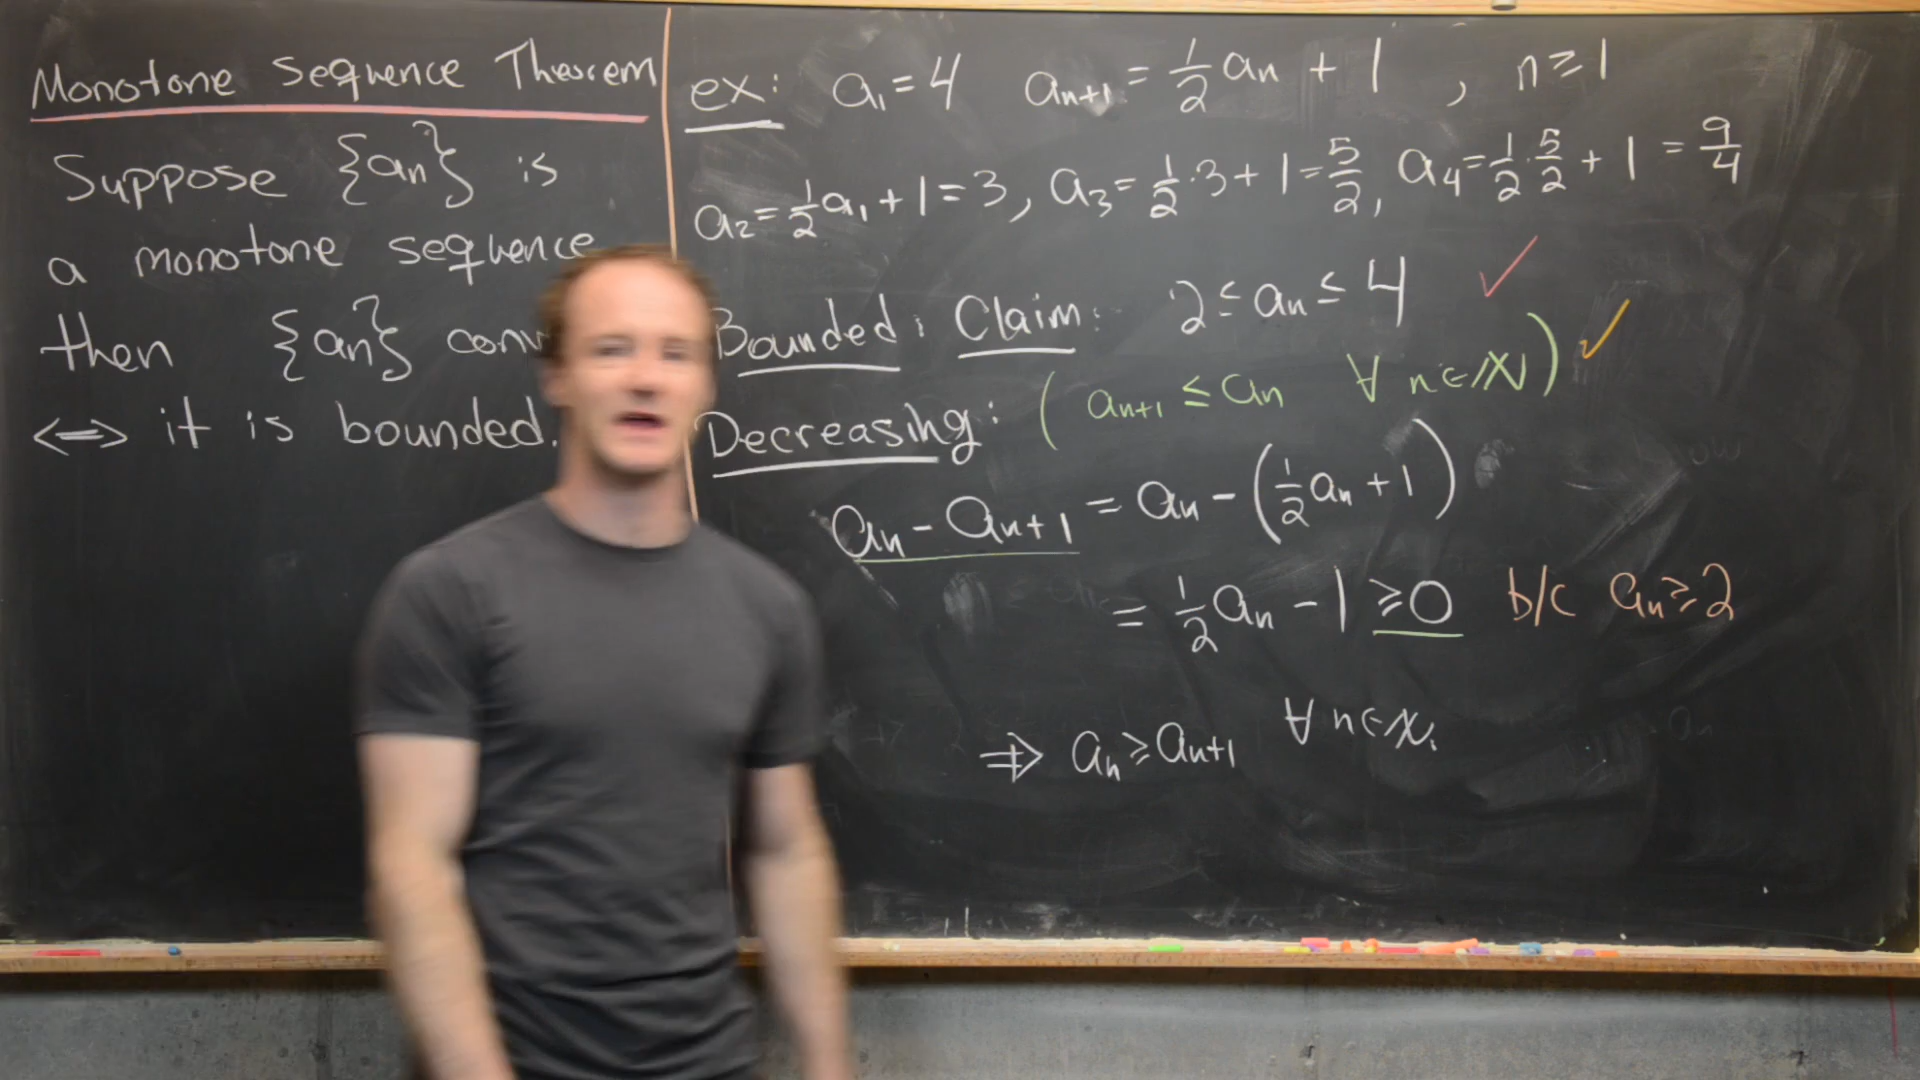 Monotone Sequence Theorem
Suppose {an} is
a monotone sequence
then {an} conv
<=> it is bounded.
ex: a₁ = 4 aₙ₊₁ = 1/2 aₙ + 1 , n ≥ 1
a₂ = 1/2 a₁ + 1 = 3, a₃ = 1/2 · 3 + 1 = 5/2, a₄ = 1/2 · 5/2 + 1 = 9/4
Bounded: Claim: 2 ≤ aₙ ≤ 4 ✓
Decreasing: ( aₙ₊₁ ≤ aₙ ∀ n ∈ ℕ ) ✓
aₙ - aₙ₊₁ = aₙ - (1/2 aₙ + 1)
= 1/2 aₙ - 1 ≥ 0 b/c aₙ ≥ 2
⇒ aₙ ≥ aₙ₊₁ ∀ n ∈ ℕ.